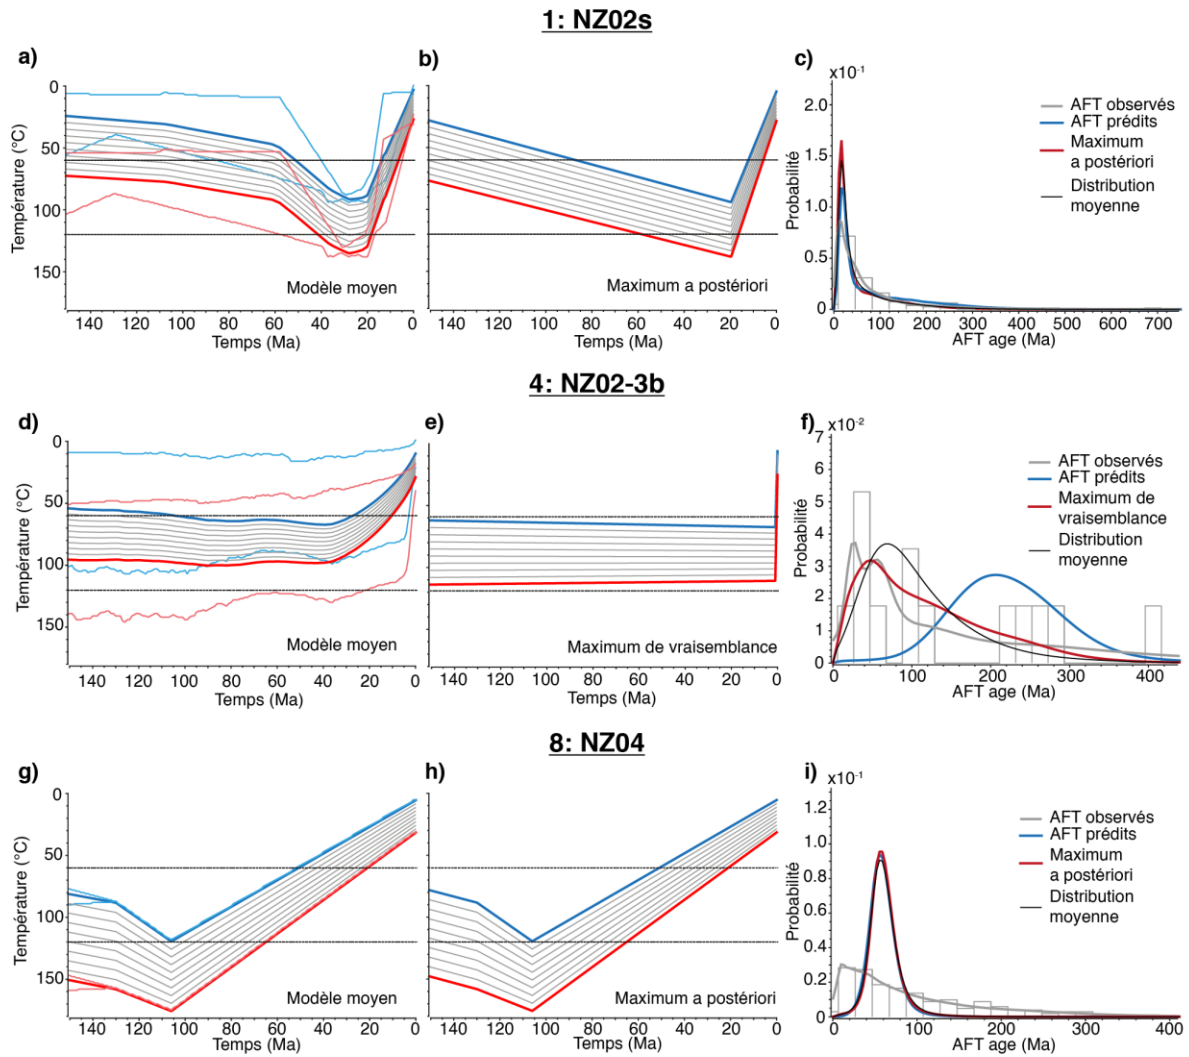 1: NZ02s
a)
b)
c)
x10⁻¹
0
50
100
150
Température (°C)
Modèle moyen
140 120 100 80 60 40 20 0
Temps (Ma)
Maximum a postériori
140 120 100 80 60 40 20 0
Temps (Ma)
2.0
1.5
1.0
0.5
0
Probabilité
AFT observés
AFT prédits
Maximum
a postériori
Distribution
moyenne
0 100 200 300 400 500 600 700
AFT age (Ma)
4: NZ02-3b
d)
e)
f)
x10⁻²
0
50
100
150
Température (°C)
Modèle moyen
140 120 100 80 60 40 20 0
Temps (Ma)
Maximum de vraisemblance
140 120 100 80 60 40 20 0
Temps (Ma)
7
6
5
4
3
2
1
0
Probabilité
AFT observés
AFT prédits
Maximum de
vraisemblance
Distribution
moyenne
0 100 200 300 400
AFT age (Ma)
8: NZ04
g)
h)
i)
x10⁻¹
0
50
100
150
Température (°C)
Modèle moyen
140 120 100 80 60 40 20 0
Temps (Ma)
Maximum a postériori
140 120 100 80 60 40 20 0
Temps (Ma)
1.2
1.0
0.8
0.6
0.4
0.2
0
Probabilité
AFT observés
AFT prédits
Maximum
a postériori
Distribution
moyenne
0 100 200 300 400
AFT age (Ma)